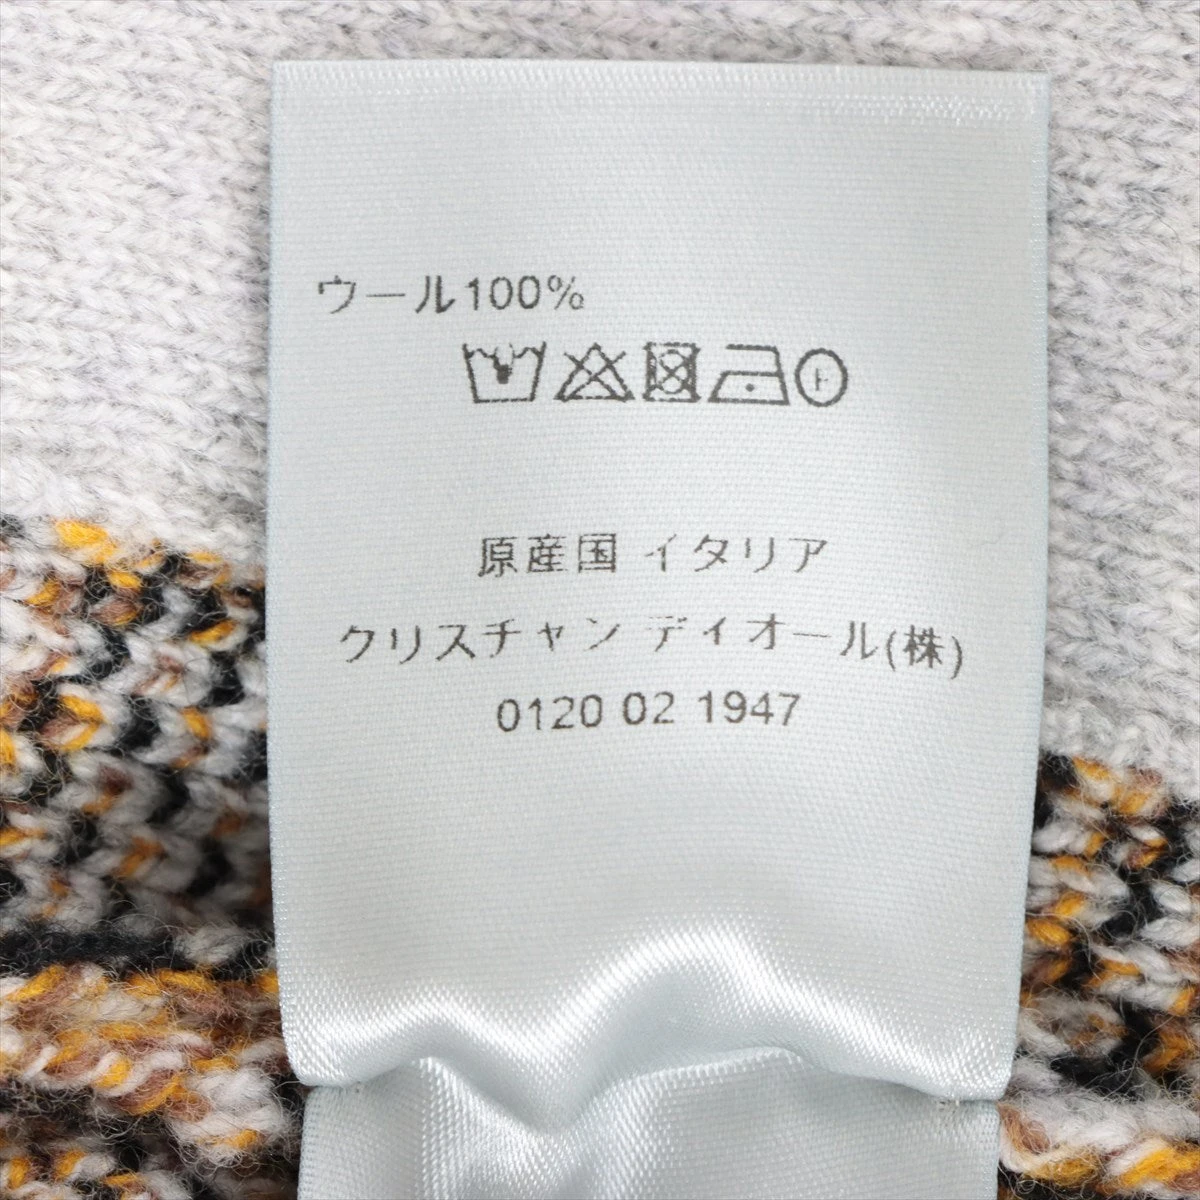 ウール100%
原産国 イタリア
クリスチャン ディオール(株)
0120 02 1947